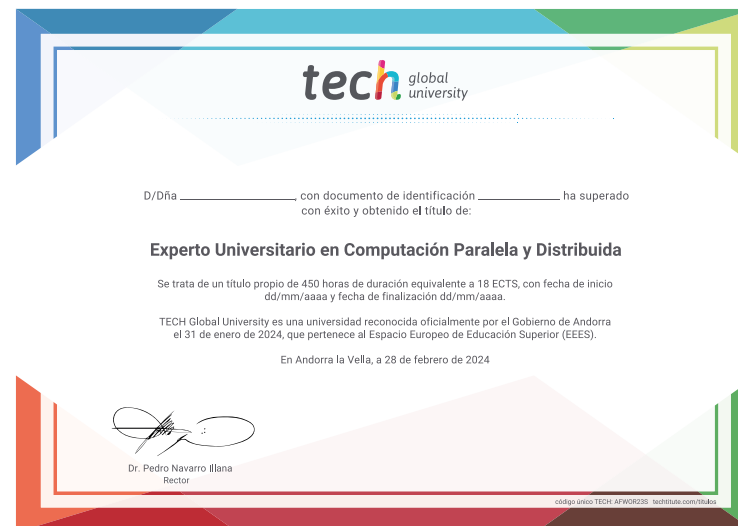 tech global university
D/Dña ____________________, con documento de identificación ______________ ha superado
con éxito y obtenido el título de:
Experto Universitario en Computación Paralela y Distribuida
Se trata de un título propio de 450 horas de duración equivalente a 18 ECTS, con fecha de inicio
dd/mm/aaaa y fecha de finalización dd/mm/aaaa.
TECH Global University es una universidad reconocida oficialmente por el Gobierno de Andorra
el 31 de enero de 2024, que pertenece al Espacio Europeo de Educación Superior (EEES).
En Andorra la Vella, a 28 de febrero de 2024
Dr. Pedro Navarro Illana
Rector
código único TECH: AFWOR23S techtitute.com/titulos